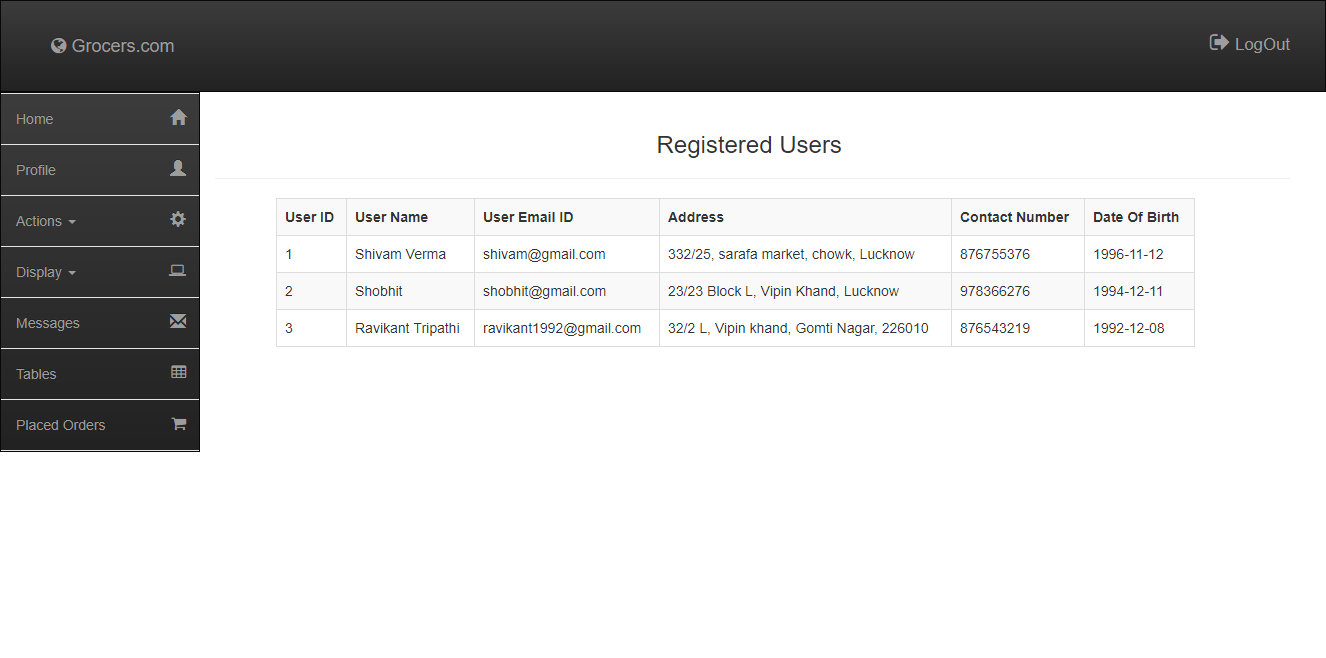 Grocers.com
LogOut
Home
Profile
Actions
Display
Messages
Tables
Placed Orders
Registered Users
User ID User Name User Email ID Address Contact Number Date Of Birth
1 Shivam Verma shivam@gmail.com 332/25, sarafa market, chowk, Lucknow 876755376 1996-11-12
2 Shobhit shobhit@gmail.com 23/23 Block L, Vipin Khand, Lucknow 978366276 1994-12-11
3 Ravikant Tripathi ravikant1992@gmail.com 32/2 L, Vipin khand, Gomti Nagar, 226010 876543219 1992-12-08